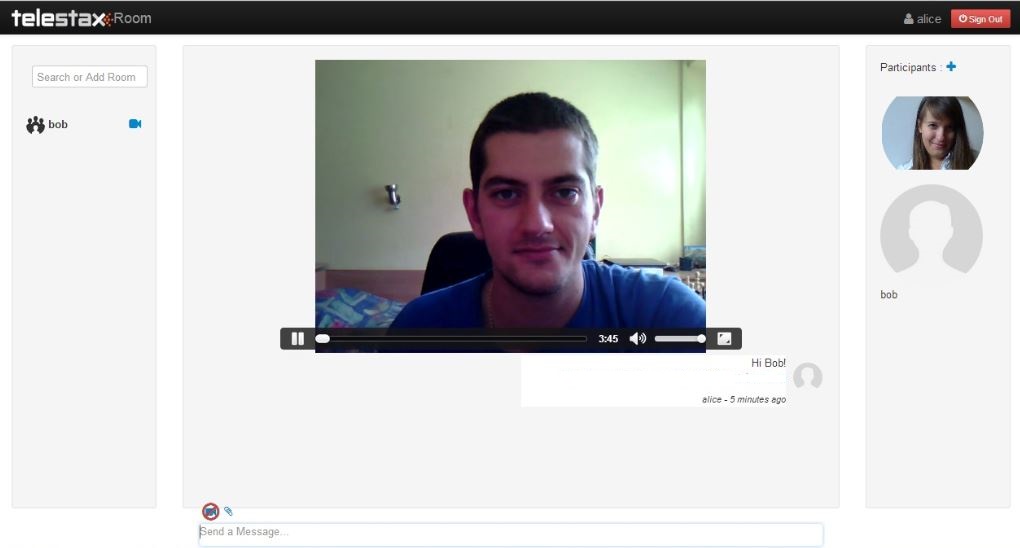 telestax Room
alice
Sign Out
Search or Add Room
bob
3:45
Hi Bob!
alice - 5 minutes ago
Send a Message...
Participants :
bob